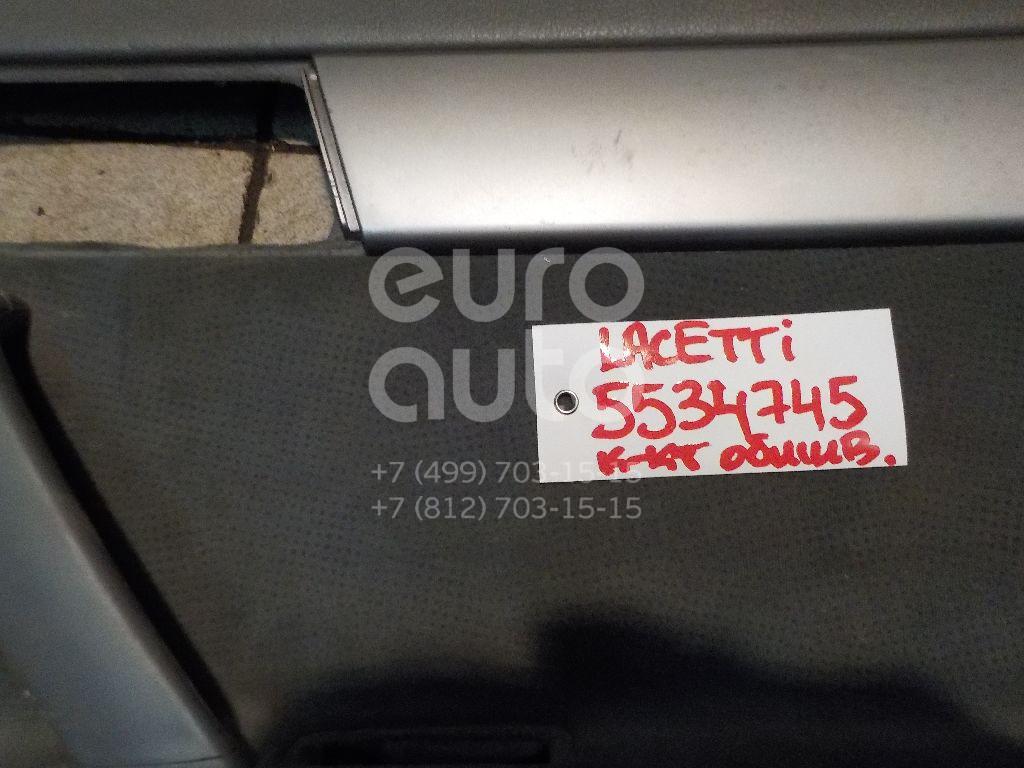 euro
auto
LACETTi
5534745
к-кт обшив.
+7 (499) 703-15-15
+7 (812) 703-15-15